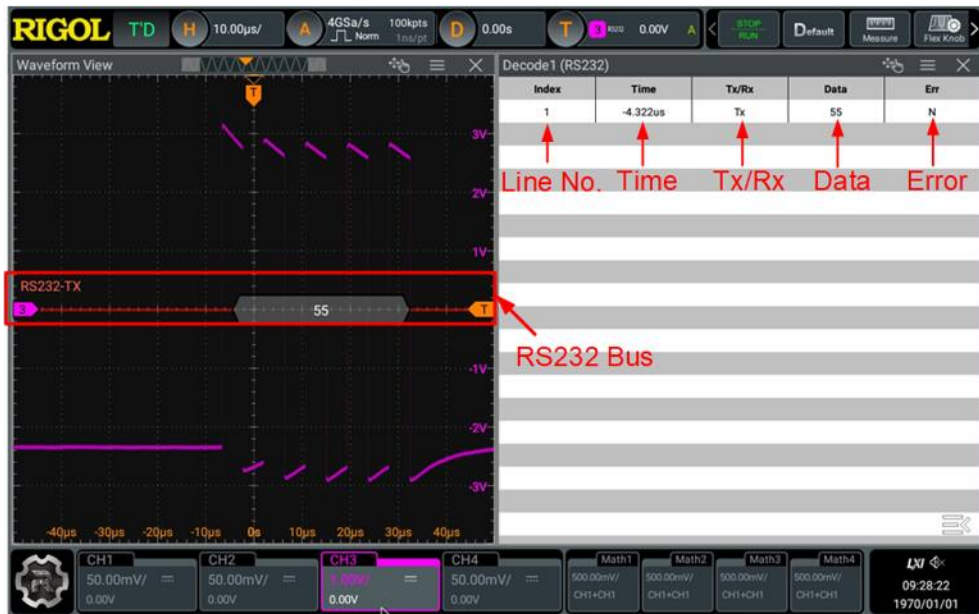 RIGOL T'D H 10.00µs/ A 4GSa/s 100kpts Norm 1ns/pt D 0.00s T 3 RS232 0.00V A STOP RUN Default Measure Flex Knob
Waveform View
Decode1 (RS232)
Index Time Tx/Rx Data Err
1 -4.322us Tx 55 N
Line No. Time Tx/Rx Data Error
T
3V
2V
1V
RS232-TX
3 55 T
RS232 Bus
-1V
-2V
-3V
-40µs -30µs -20µs -10µs 0s 10µs 20µs 30µs 40µs
CH1 CH2 CH3 CH4 Math1 Math2 Math3 Math4 LXI
50.00mV/ 50.00mV/ 1.00V/ 50.00mV/ 500.00mV/ 500.00mV/ 500.00mV/ 500.00mV/
0.00V 0.00V 0.00V 0.00V CH1+CH1 CH1+CH1 CH1+CH1 CH1+CH1
09:28:22
1970/01/01